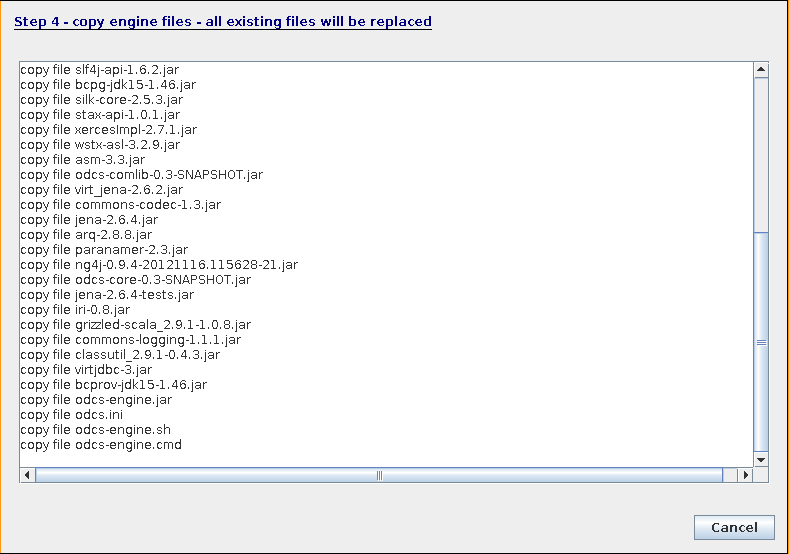 Step 4 - copy engine files - all existing files will be replaced
copy file slf4j-api-1.6.2.jar
copy file bcpg-jdk15-1.46.jar
copy file silk-core-2.5.3.jar
copy file stax-api-1.0.1.jar
copy file xercesImpl-2.7.1.jar
copy file wstx-asl-3.2.9.jar
copy file asm-3.3.jar
copy file odcs-comlib-0.3-SNAPSHOT.jar
copy file virt_jena-2.6.2.jar
copy file commons-codec-1.3.jar
copy file jena-2.6.4.jar
copy file arq-2.8.8.jar
copy file paranamer-2.3.jar
copy file ng4j-0.9.4-20121116.115628-21.jar
copy file odcs-core-0.3-SNAPSHOT.jar
copy file jena-2.6.4-tests.jar
copy file iri-0.8.jar
copy file grizzled-scala_2.9.1-1.0.8.jar
copy file commons-logging-1.1.1.jar
copy file classutil_2.9.1-0.4.3.jar
copy file virtjdbc-3.jar
copy file bcprov-jdk15-1.46.jar
copy file odcs-engine.jar
copy file odcs.ini
copy file odcs-engine.sh
copy file odcs-engine.cmd
Cancel